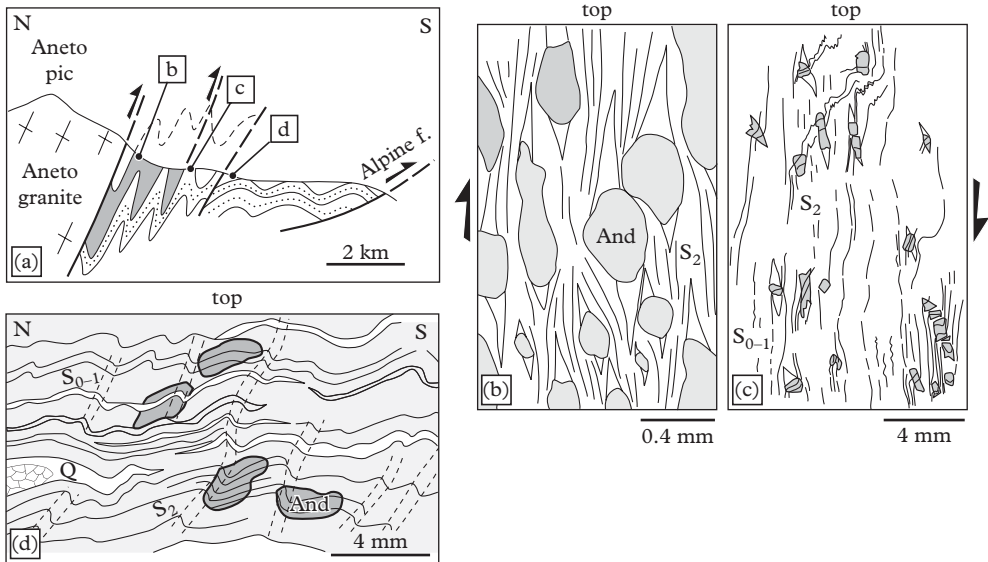 N
S
Aneto
pic
b
c
d
Aneto
granite
Alpine f.
2 km
(a)
top
N
S
S0–1
Q
S2
And
4 mm
(d)
top
And
S2
(b)
0.4 mm
top
S2
S0–1
(c)
4 mm